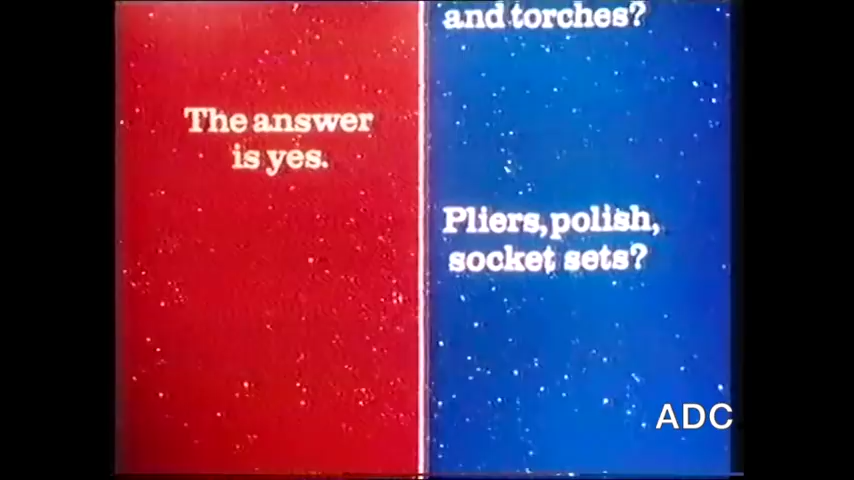 The answer
is yes.
and torches?
Pliers, polish,
socket sets?
ADC